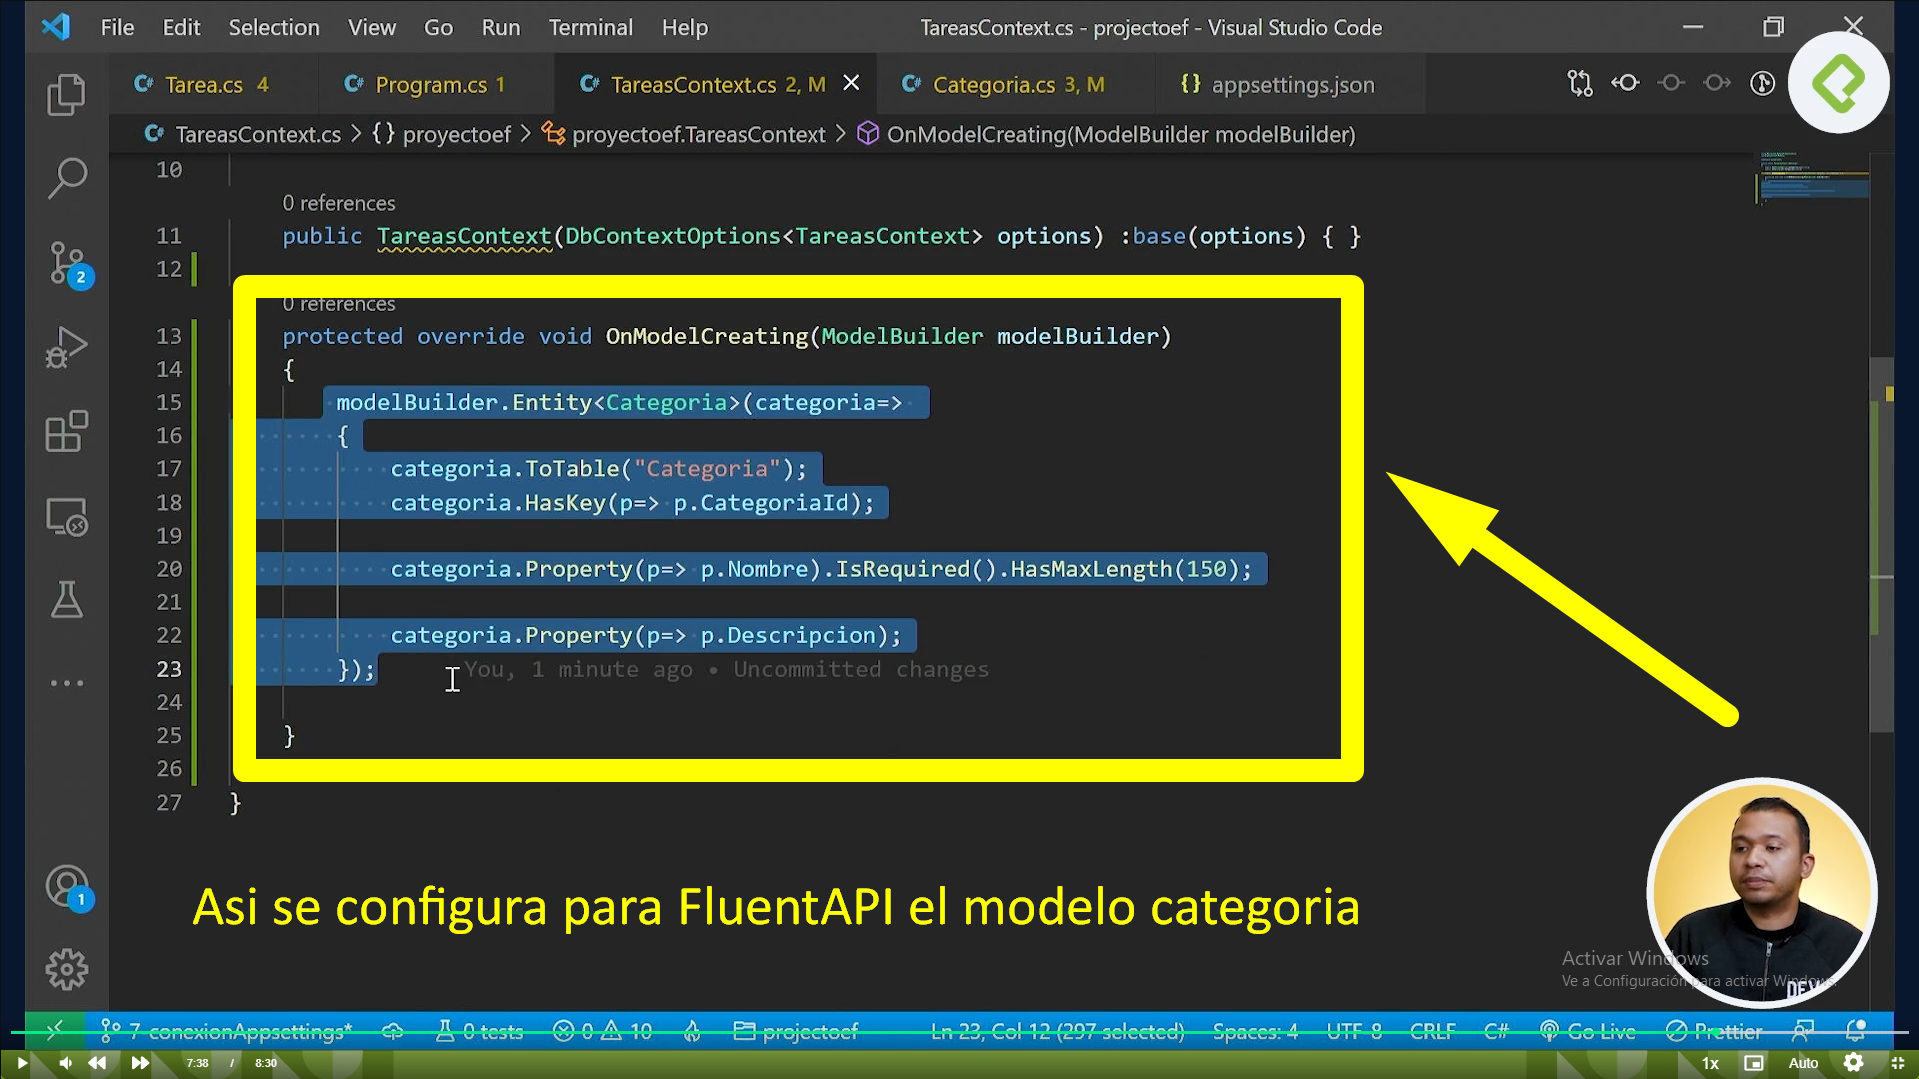 File Edit Selection View Go Run Terminal Help TareasContext.cs - projectoef - Visual Studio Code
C# Tarea.cs 4 C# Program.cs 1 C# TareasContext.cs 2, M C# Categoria.cs 3, M {} appsettings.json
C# TareasContext.cs > {} proyectoef > proyectoef.TareasContext > OnModelCreating(ModelBuilder modelBuilder)
10
0 references
11 public TareasContext(DbContextOptions<TareasContext> options) :base(options) { }
12
0 references
13 protected override void OnModelCreating(ModelBuilder modelBuilder)
14 {
15 modelBuilder.Entity<Categoria>(categoria=>
16 {
17 categoria.ToTable("Categoria");
18 categoria.HasKey(p=> p.CategoriaId);
19
20 categoria.Property(p=> p.Nombre).IsRequired().HasMaxLength(150);
21
22 categoria.Property(p=> p.Descripcion);
23 }); You, 1 minute ago • Uncommitted changes
24
25 }
26
27 }
2
1
Asi se configura para FluentAPI el modelo categoria
Activar Windows
Ve a Configuración para activar Windows.
DEV
7-conexionAppsettings* 0 tests 0 10 projectoef Ln 23, Col 12 (297 selected) Spaces: 4 UTF-8 CRLF C# Go Live Prettier
7:38 / 8:30 1x Auto